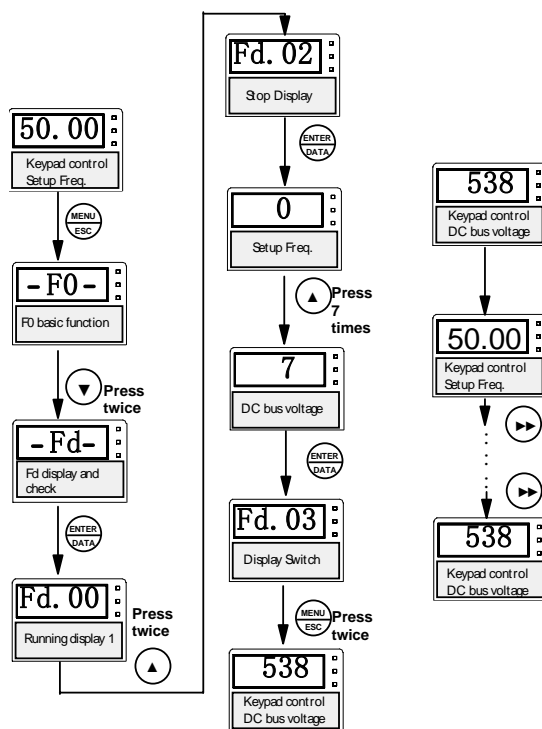 50.00
Keypad control
Setup Freq.
MENU
ESC
-F0-
F0 basic function
▼ Press
twice
-Fd-
Fd display and
check
ENTER
DATA
Fd.00
Running display 1
Press
twice
▲
Fd.02
Stop Display
ENTER
DATA
0
Setup Freq.
▲ Press
7
times
7
DC bus voltage
ENTER
DATA
Fd.03
Display Switch
MENU
ESC
Press
twice
538
Keypad control
DC bus voltage
538
Keypad control
DC bus voltage
50.00
Keypad control
Setup Freq.
▶▶
▶▶
538
Keypad control
DC bus voltage